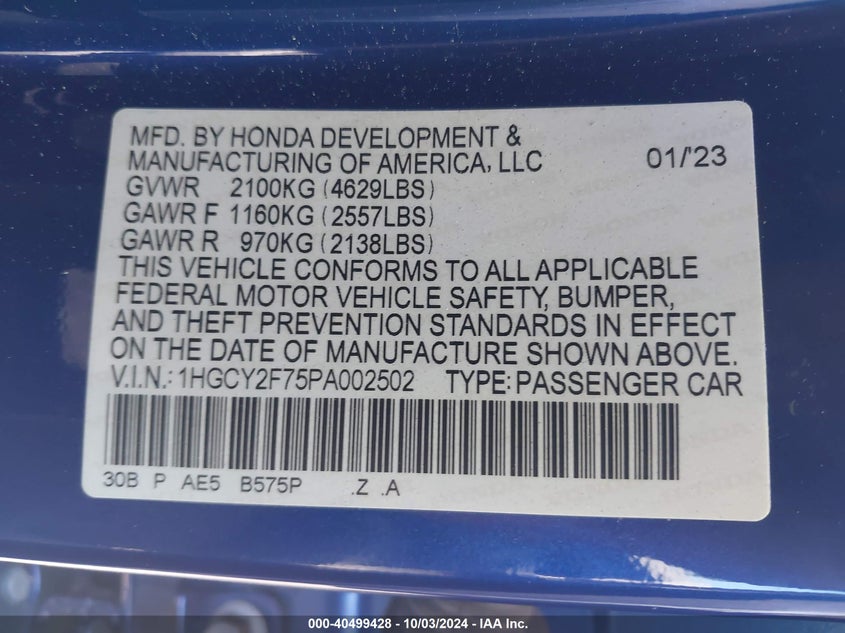 MFD. BY HONDA DEVELOPMENT &
MANUFACTURING OF AMERICA, LLC 01/'23
GVWR 2100KG (4629LBS)
GAWR F 1160KG (2557LBS)
GAWR R 970KG (2138LBS)
THIS VEHICLE CONFORMS TO ALL APPLICABLE
FEDERAL MOTOR VEHICLE SAFETY, BUMPER,
AND THEFT PREVENTION STANDARDS IN EFFECT
ON THE DATE OF MANUFACTURE SHOWN ABOVE.
V.I.N.: 1HGCY2F75PA002502 TYPE: PASSENGER CAR
30B P AE5 B575P .Z .A
000-40499428 - 10/03/2024 - IAA Inc.